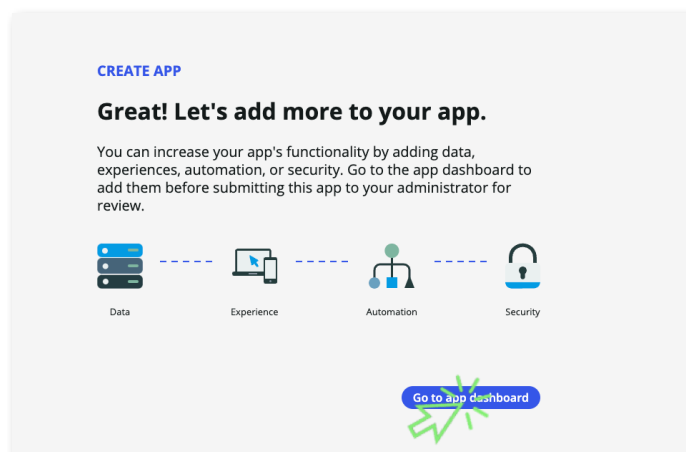 CREATE APP
Great! Let's add more to your app.
You can increase your app's functionality by adding data,
experiences, automation, or security. Go to the app dashboard to
add them before submitting this app to your administrator for
review.
Data
Experience
Automation
Security
Go to app dashboard